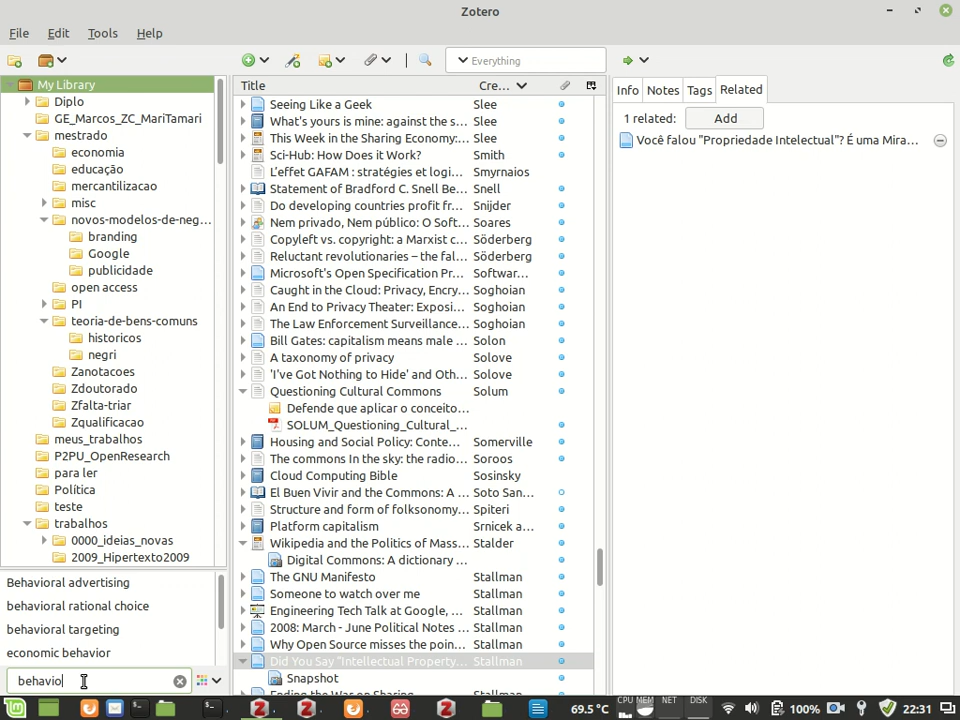 Zotero
File Edit Tools Help
Everything
My Library
Diplo
GE_Marcos_ZC_MariTamari
mestrado
economia
educação
mercantilizacao
misc
novos-modelos-de-neg...
branding
Google
publicidade
open access
PI
teoria-de-bens-comuns
historicos
negri
Zanotacoes
Zdoutorado
Zfalta-triar
Zqualificacao
meus_trabalhos
P2PU_OpenResearch
para ler
Política
teste
trabalhos
0000_ideias_novas
2009_Hipertexto2009
Behavioral advertising
behavioral rational choice
behavioral targeting
economic behavior
behavio
Title Cre...
Seeing Like a Geek Slee
What's yours is mine: against the s... Slee
This Week in the Sharing Economy:... Slee
Sci-Hub: How Does it Work? Smith
L'effet GAFAM : stratégies et logi... Smyrnaios
Statement of Bradford C. Snell Be... Snell
Do developing countries profit fr... Snijder
Nem privado, Nem público: O Soft... Soares
Copyleft vs. copyright: a Marxist c... Söderberg
Reluctant revolutionaries – the fal... Söderberg
Microsoft's Open Specification Pr... Softwar...
Caught in the Cloud: Privacy, Encry... Soghoian
An End to Privacy Theater: Exposi... Soghoian
The Law Enforcement Surveillance... Soghoian
Bill Gates: capitalism means male ... Solon
A taxonomy of privacy Solove
'I've Got Nothing to Hide' and Oth... Solove
Questioning Cultural Commons Solum
Defende que aplicar o conceito...
SOLUM_Questioning_Cultural_...
Housing and Social Policy: Conte... Somerville
The commons In the sky: the radio... Soroos
Cloud Computing Bible Sosinsky
El Buen Vivir and the Commons: A ... Soto San...
Structure and form of folksonomy... Spiteri
Platform capitalism Srnicek a...
Wikipedia and the Politics of Mass... Stalder
Digital Commons: A dictionary ...
The GNU Manifesto Stallman
Someone to watch over me Stallman
Engineering Tech Talk at Google, ... Stallman
2008: March - June Political Notes ... Stallman
Why Open Source misses the poin... Stallman
Did You Say "Intellectual Property... Stallman
Snapshot
Ending the War on Sharing Stallman
Info Notes Tags Related
1 related: Add
Você falou "Propriedade Intelectual"? É uma Mira...
69.5°C CPU MEM NET DISK 100% 22:31